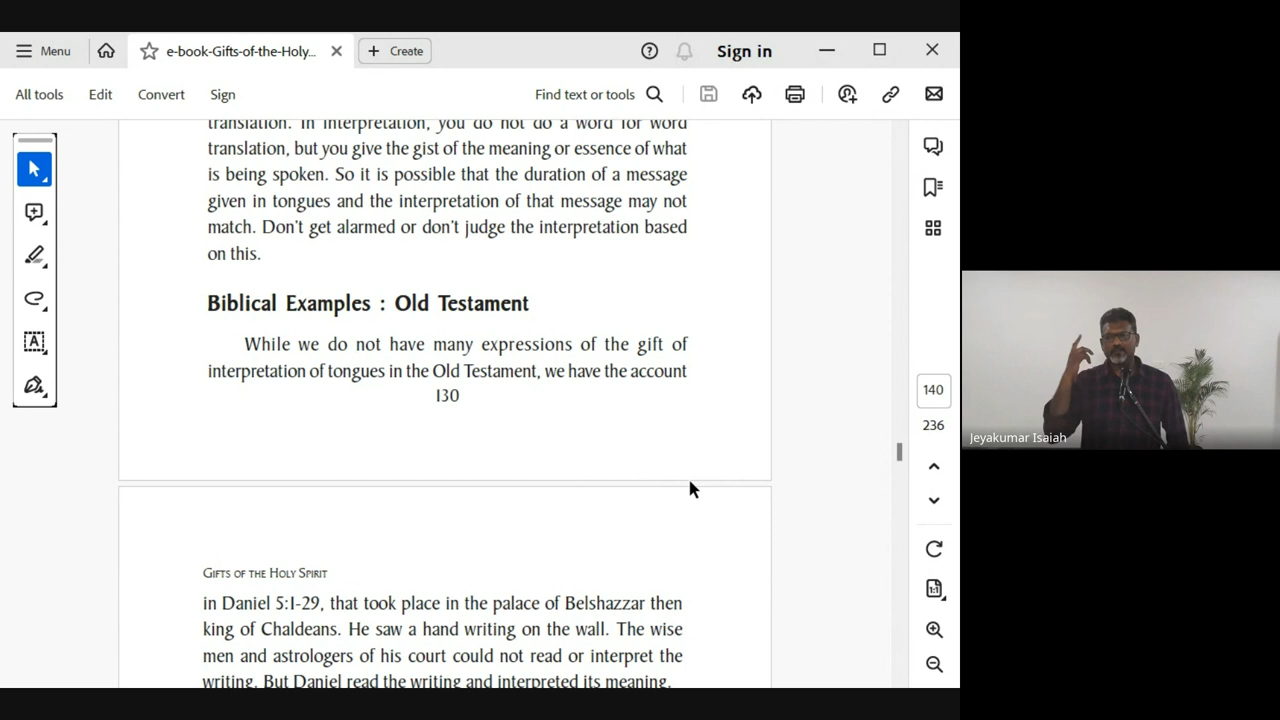 Menu
e-book-Gifts-of-the-Holy...
+ Create
Sign in
All tools
Edit
Convert
Sign
Find text or tools
translation. In interpretation, you do not do a word for word
translation, but you give the gist of the meaning or essence of what
is being spoken. So it is possible that the duration of a message
given in tongues and the interpretation of that message may not
match. Don't get alarmed or don't judge the interpretation based
on this.
Biblical Examples : Old Testament
While we do not have many expressions of the gift of
interpretation of tongues in the Old Testament, we have the account
130
140
236
Jeyakumar Isaiah
GIFTS OF THE HOLY SPIRIT
in Daniel 5:1-29, that took place in the palace of Belshazzar then
king of Chaldeans. He saw a hand writing on the wall. The wise
men and astrologers of his court could not read or interpret the
writing. But Daniel read the writing and interpreted its meaning.